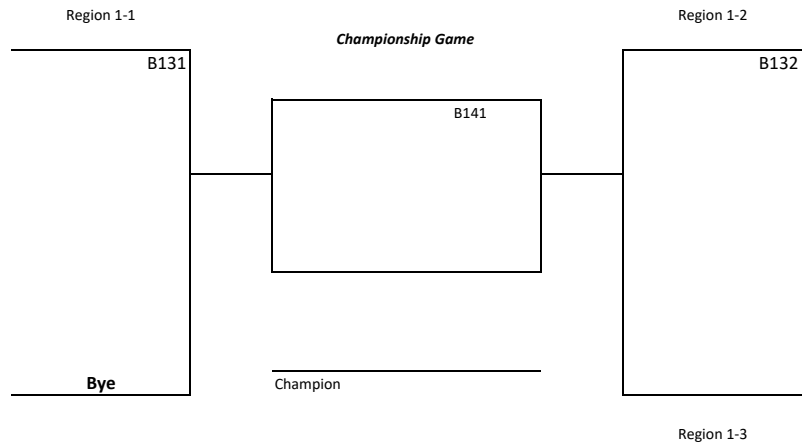 Region 1-1
Region 1-2
Championship Game
B131
B132
B141
Bye
Champion
Region 1-3